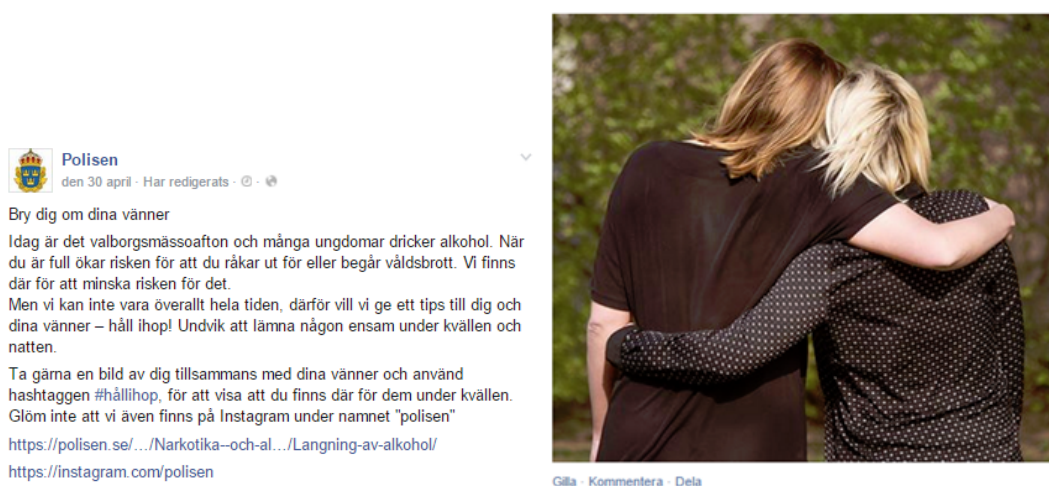 Polisen
den 30 april · Har redigerats ·
Bry dig om dina vänner
Idag är det valborgsmässoafton och många ungdomar dricker alkohol. När
du är full ökar risken för att du råkar ut för eller begår våldsbrott. Vi finns
där för att minska risken för det.
Men vi kan inte vara överallt hela tiden, därför vill vi ge ett tips till dig och
dina vänner – håll ihop! Undvik att lämna någon ensam under kvällen och
natten.
Ta gärna en bild av dig tillsammans med dina vänner och använd
hashtaggen #hållihop, för att visa att du finns där för dem under kvällen.
Glöm inte att vi även finns på Instagram under namnet "polisen"
https://polisen.se/…/Narkotika--och-al…/Langning-av-alkohol/
https://instagram.com/polisen
Gilla · Kommentera · Dela